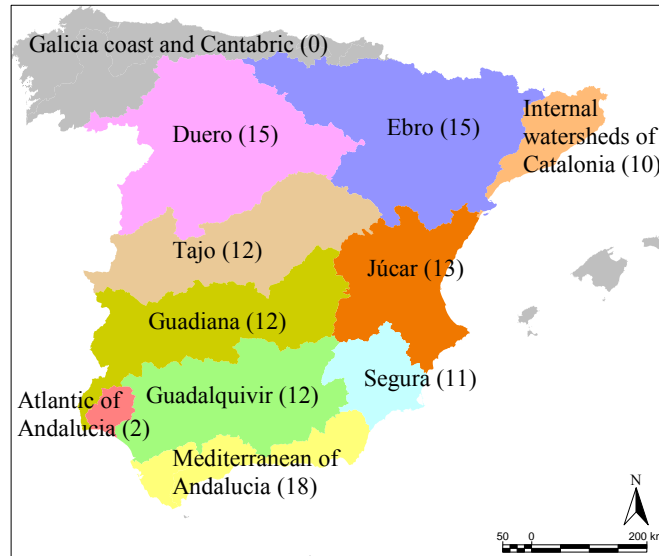 Galicia coast and Cantabric (0)
Duero (15)
Ebro (15)
Internal
watersheds of
Catalonia (10)
Tajo (12)
Júcar (13)
Guadiana (12)
Segura (11)
Atlantic of
Andalucia (2)
Guadalquivir (12)
Mediterranean of
Andalucia (18)
N
50 0 200 km